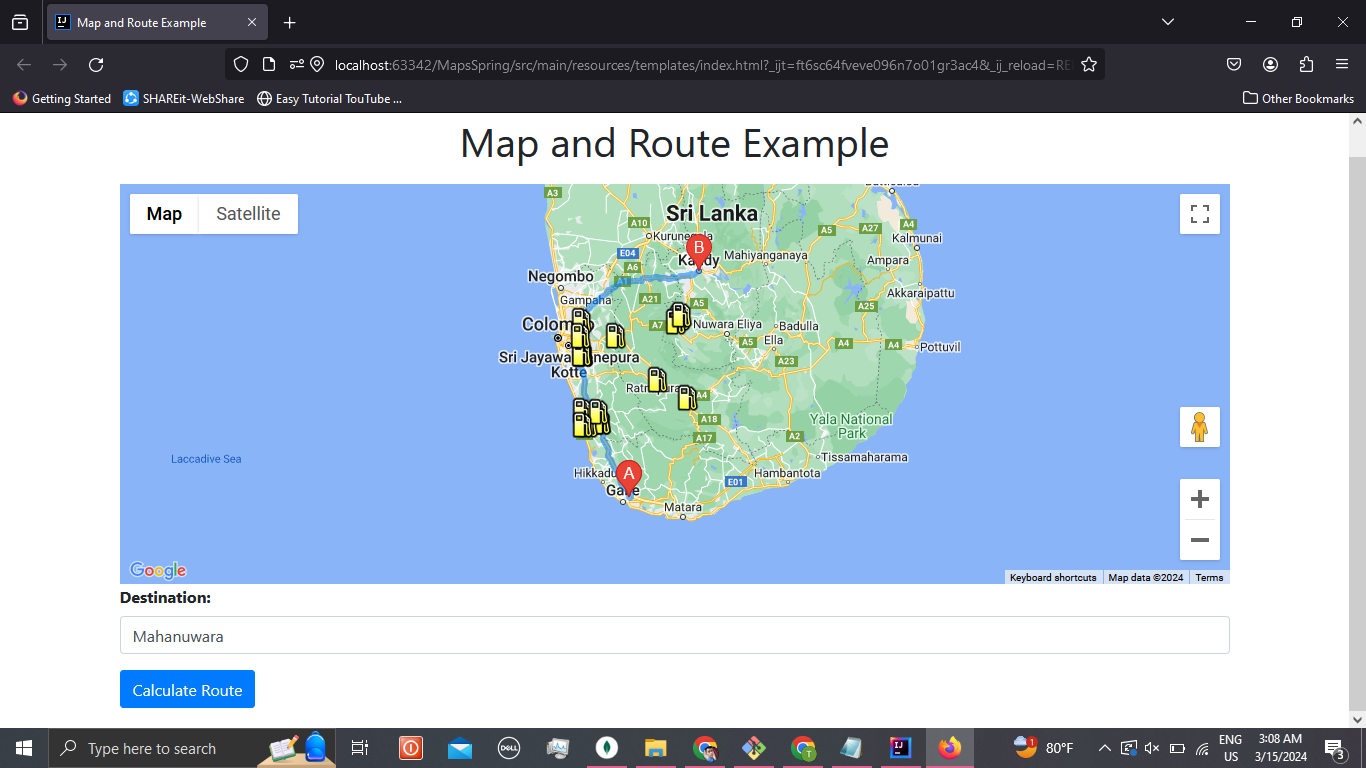 Map and Route Example
localhost:63342/MapsSpring/src/main/resources/templates/index.html?_ijt=ft6sc64fveve096n7o01gr3ac4&_ij_reload=RE
Getting Started
SHAREit-WebShare
Easy Tutorial TouTube ...
Other Bookmarks
Map and Route Example
Map
Satellite
A3
Sri Lanka
A10
Kurunegala
A5
A27
A4
Kalmunai
B
E04
Kandy
Mahiyanganaya
Ampara
A6
Negombo
A1
Akkaraipattu
Gampaha
A21
A5
A25
Colombo
A7
Nuwara Eliya
Badulla
Ella
A5
A4
A4
Pottuvil
Sri Jayawardenepura
Kotte
A23
Ratnapura
A4
A18
Yala National
Park
A17
A2
Laccadive Sea
Tissamaharama
Hikkadu
A
Hambantota
E01
Galle
Matara
Google
Keyboard shortcuts
Map data ©2024
Terms
Destination:
Mahanuwara
Calculate Route
Type here to search
DELL
80°F
ENG
US
3:08 AM
3/15/2024
3